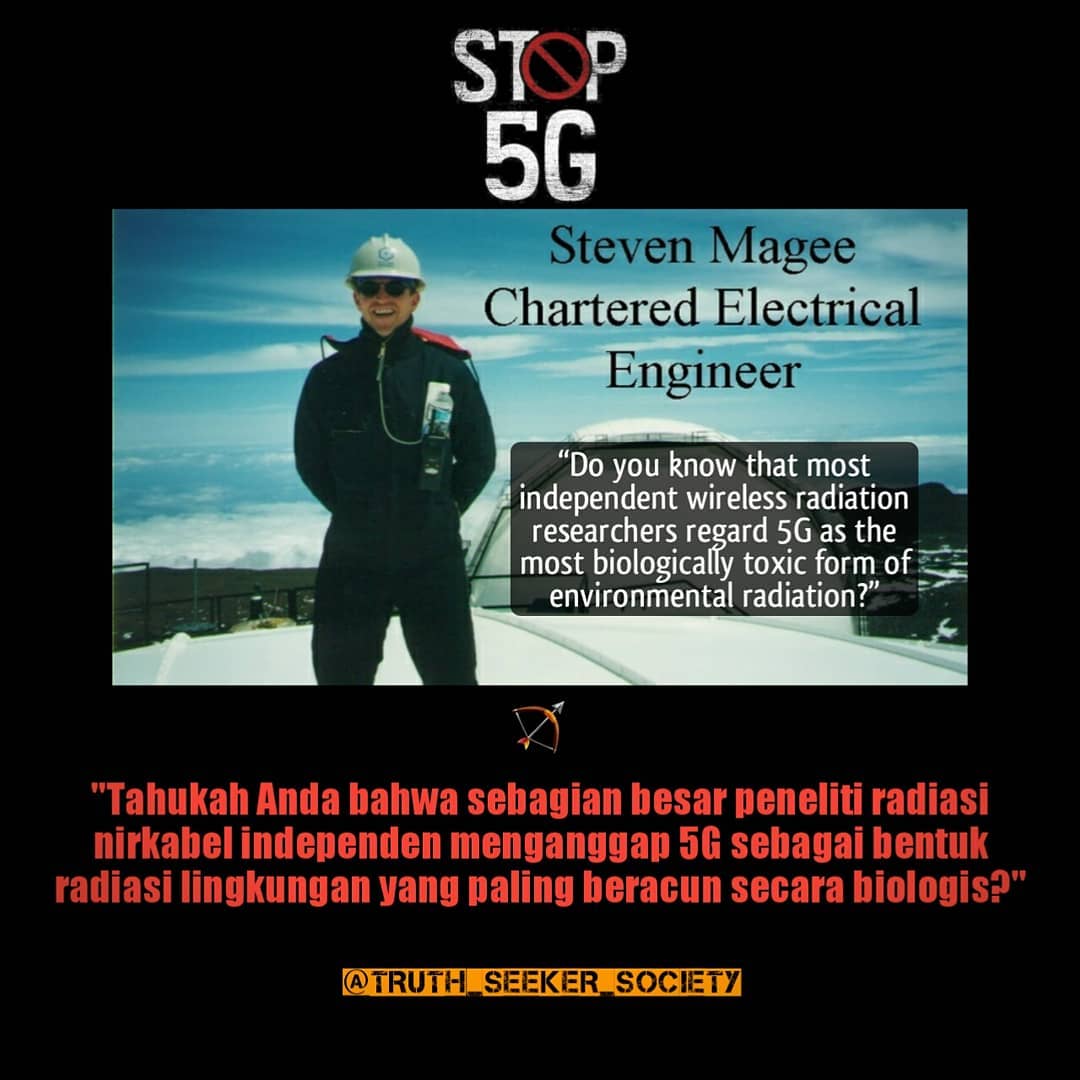 STOP
5G
Steven Magee
Chartered Electrical
Engineer
“Do you know that most
independent wireless radiation
researchers regard 5G as the
most biologically toxic form of
environmental radiation?”
"Tahukah Anda bahwa sebagian besar peneliti radiasi
nirkabel independen menganggap 5G sebagai bentuk
radiasi lingkungan yang paling beracun secara biologis?"
@TRUTH_SEEKER_SOCIETY